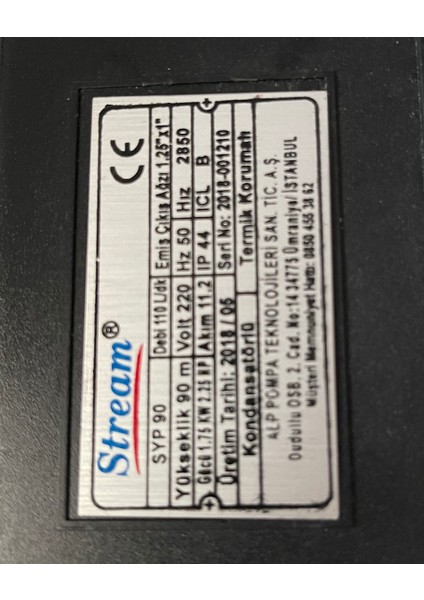 Stream® CE
SYP 90 Debi 110 L/dk Emiş Çıkış Ağzı 1.25"x1"
Yükseklik 90 m Volt 220 Hz 50 Hız 2850
Gücü 1.75 KW 2.25 HP Akım 11.2 IP 44 ICL B
Üretim Tarihi: 2018 / 06 Seri No: 2018-001210
Kondansatörlü Termik Korumalı
ALP POMPA TEKNOLOJİLERİ SAN. TİC. A.Ş.
Dudullu OSB. 2. Cad. No:14 34775 Ümraniye/ İSTANBUL
Müşteri Memnuniyet Hattı: 0850 455 38 62